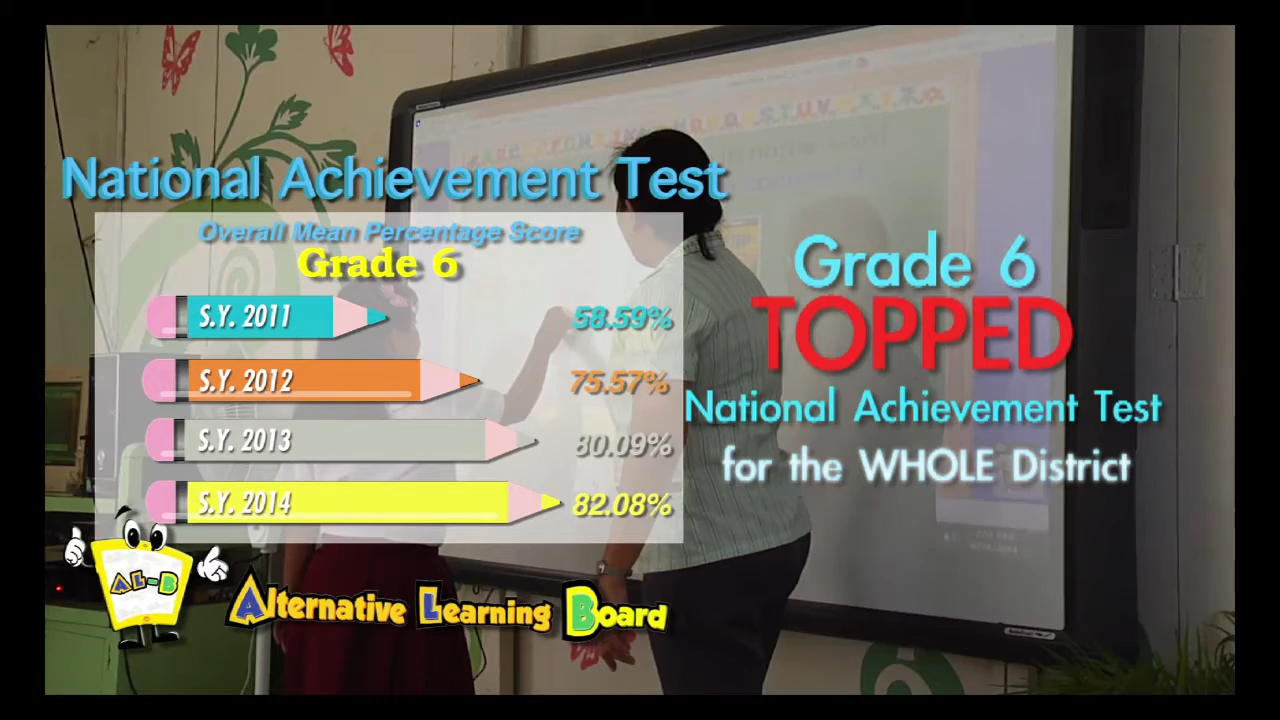 National Achievement Test
Overall Mean Percentage Score
Grade 6
S.Y. 2011 58.59%
S.Y. 2012 75.57%
S.Y. 2013 80.09%
S.Y. 2014 82.08%
Grade 6
TOPPED
National Achievement Test
for the WHOLE District
AL-B
Alternative Learning Board